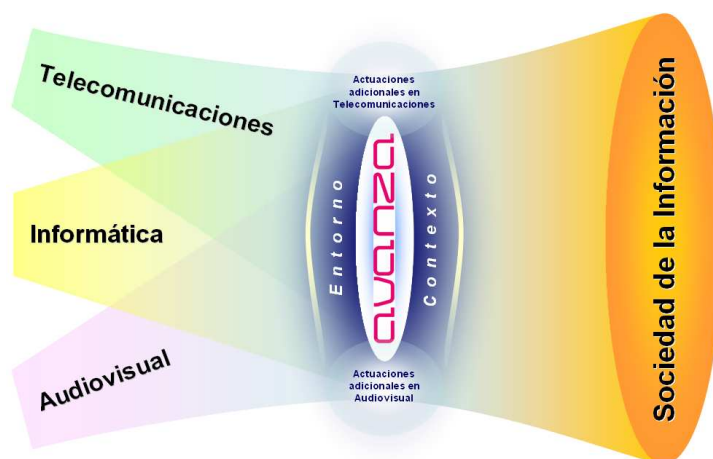 Telecomunicaciones
Informática
Audiovisual
Actuaciones
adicionales en
Telecomunicaciones
Entorno
avanza
Contexto
Actuaciones
adicionales en
Audiovisual
Sociedad de la Información